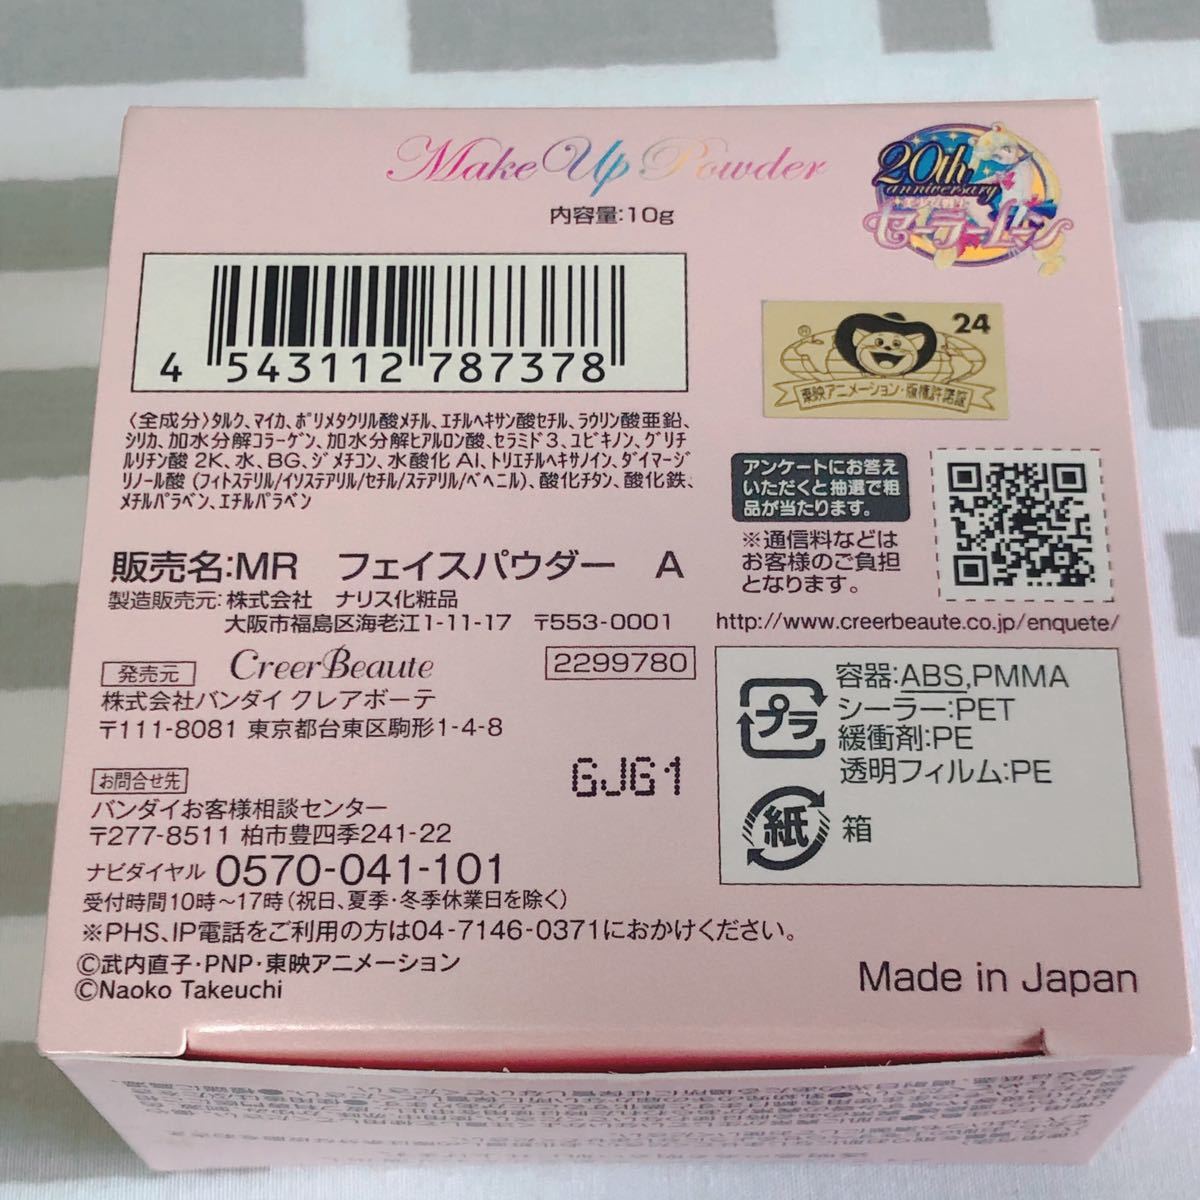 Make Up Powder
内容量:10g
20th
anniversary
セーラームーン
4 543112 787378
24
®
東映アニメーション・版権許諾証
〈全成分〉タルク、マイカ、ポリメタクリル酸メチル、エチルヘキサン酸セチル、ラウリン酸亜鉛、
シリカ、加水分解コラーゲン、加水分解ヒアルロン酸、セラミド3、ユビキノン、グリチ
ルリチン酸2K、水、BG、ジメチコン、水酸化Al、トリエチルヘキサノイン、ダイマージ
リノール酸(フィトステリル/イソステアリル/セチル/ステアリル/ベヘニル)、酸化チタン、酸化鉄、
メチルパラベン、エチルパラベン
アンケートにお答え
いただくと抽選で粗
品が当たります。
※通信料などは
お客様のご負担
となります。
http://www.creerbeaute.co.jp/enquete/
販売名:MR フェイスパウダー A
製造販売元:株式会社 ナリス化粧品
大阪市福島区海老江1-11-17 〒553-0001
発売元 CreerBeaute 2299780
株式会社バンダイ クレアボーテ
〒111-8081 東京都台東区駒形1-4-8
お問合せ先
6J61
バンダイお客様相談センター
〒277-8511 柏市豊四季241-22
ナビダイヤル 0570-041-101
受付時間10時～17時(祝日、夏季・冬季休業日を除く)
※PHS、IP電話をご利用の方は04-7146-0371におかけください。
©武内直子・PNP・東映アニメーション
©Naoko Takeuchi
プラ
容器:ABS,PMMA
シーラー:PET
緩衝剤:PE
透明フィルム:PE
紙 箱
Made in Japan